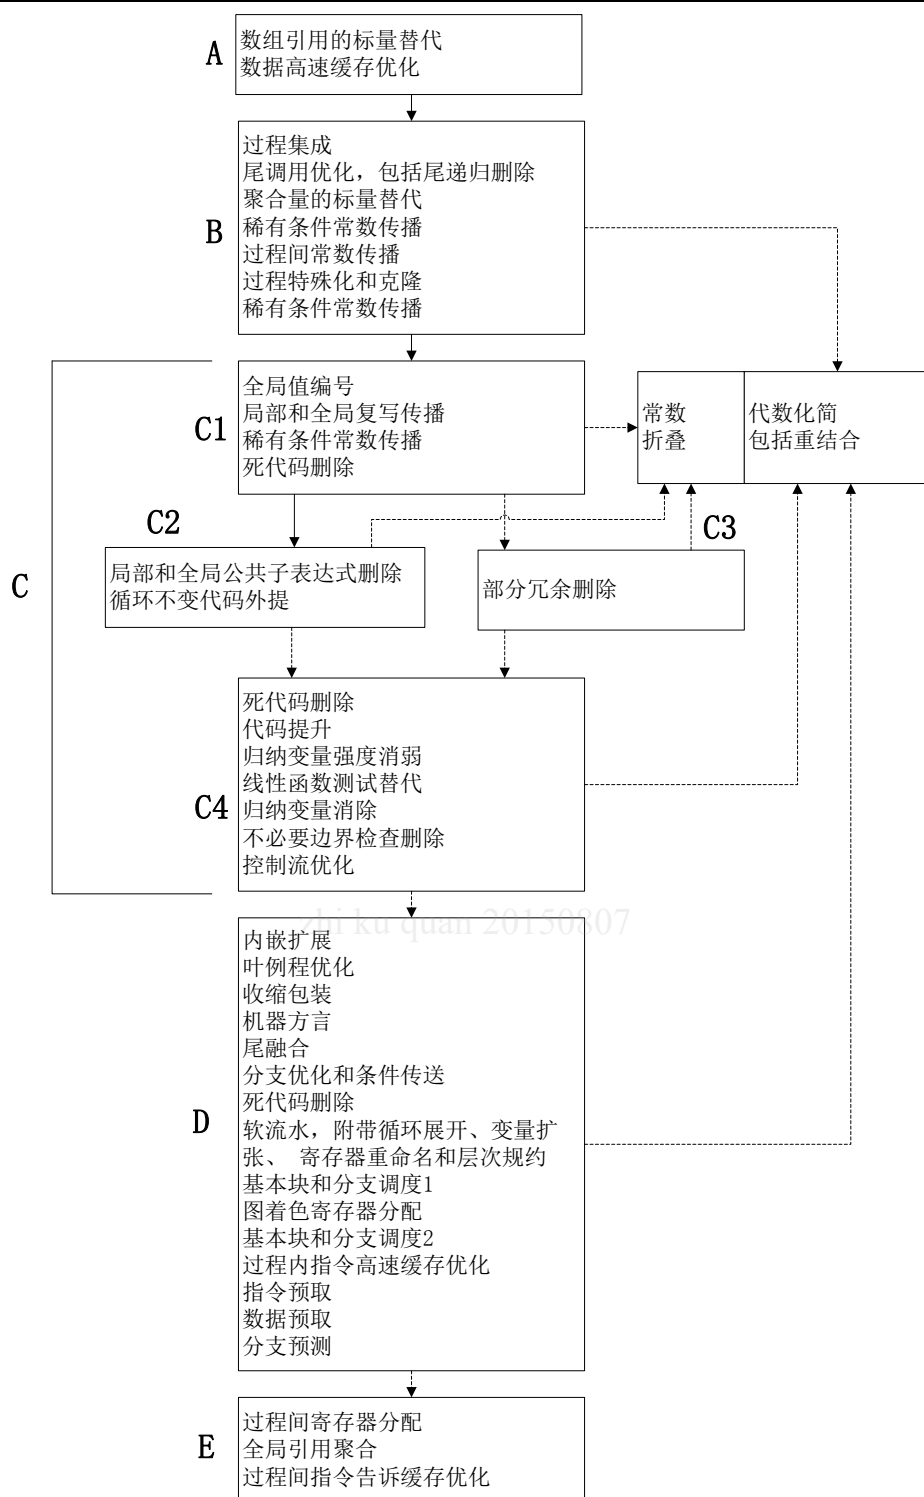 A
数组引用的标量替代
数据高速缓存优化
B
过程集成
尾调用优化，包括尾递归删除
聚合量的标量替代
稀有条件常数传播
过程间常数传播
过程特殊化和克隆
稀有条件常数传播
C
C1
全局值编号
局部和全局复写传播
稀有条件常数传播
死代码删除
常数
折叠
代数化简
包括重结合
C2
局部和全局公共子表达式删除
循环不变代码外提
C3
部分冗余删除
C4
死代码删除
代码提升
归纳变量强度消弱
线性函数测试替代
归纳变量消除
不必要边界检查删除
控制流优化
zhi ku quan 20150807
D
内嵌扩展
叶例程优化
收缩包装
机器方言
尾融合
分支优化和条件传送
死代码删除
软流水，附带循环展开、变量扩
张、 寄存器重命名和层次规约
基本块和分支调度1
图着色寄存器分配
基本块和分支调度2
过程内指令高速缓存优化
指令预取
数据预取
分支预测
E
过程间寄存器分配
全局引用聚合
过程间指令告诉缓存优化